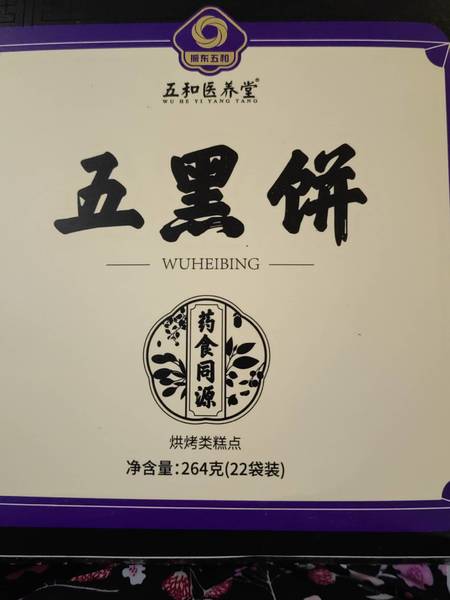 振东五和
五和医养堂®
WU HE YI YANG TANG
五黑饼
WUHEIBING
药食同源
烘烤类糕点
净含量：264克(22袋装)